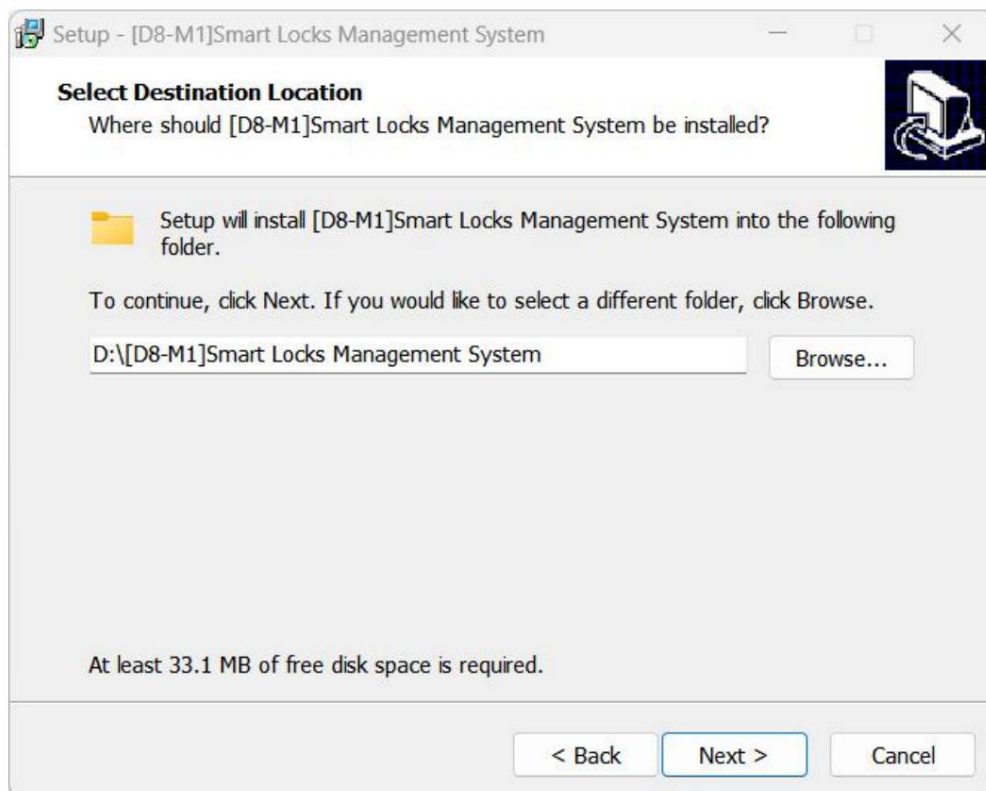 Setup - [D8-M1]Smart Locks Management System
Select Destination Location
Where should [D8-M1]Smart Locks Management System be installed?
Setup will install [D8-M1]Smart Locks Management System into the following
folder.
To continue, click Next. If you would like to select a different folder, click Browse.
D:\[D8-M1]Smart Locks Management System
Browse...
At least 33.1 MB of free disk space is required.
< Back
Next >
Cancel